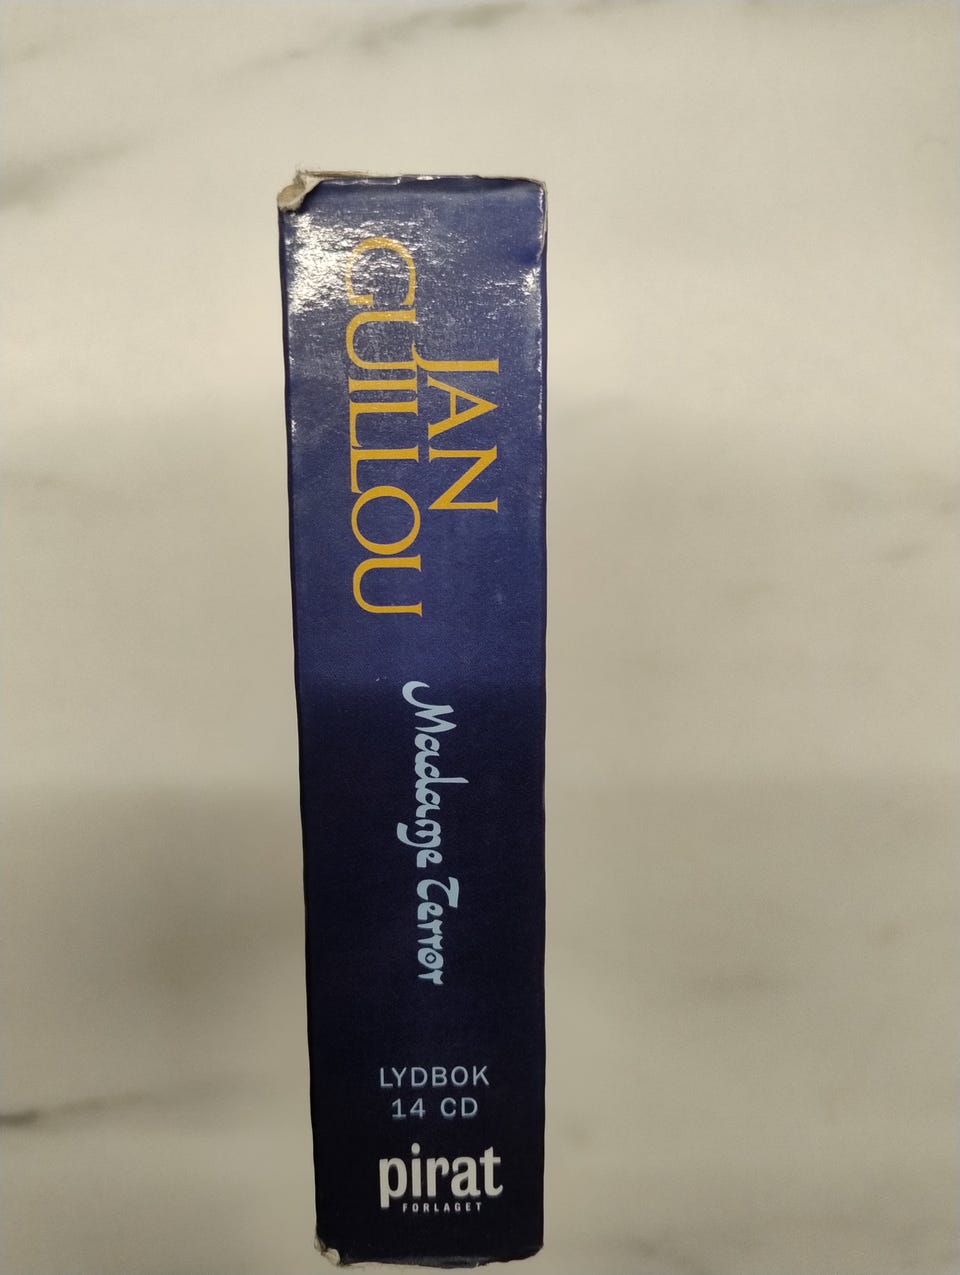 JAN
GUILLOU
Madame Terror
LYDBOK
14 CD
pirat
FORLAGET